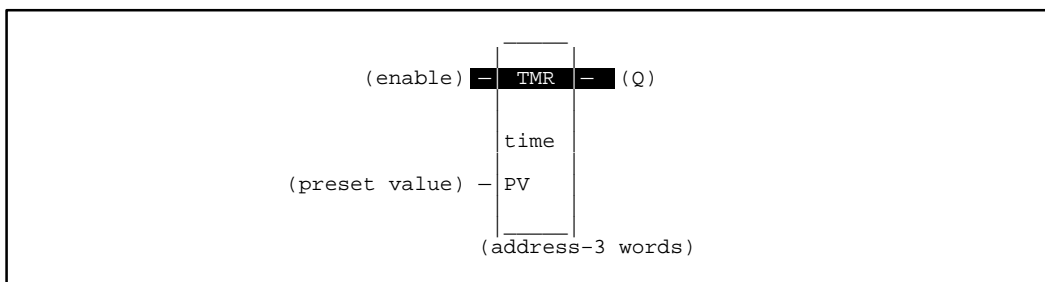 (enable) TMR (Q)
time
(preset value) PV
(address-3 words)